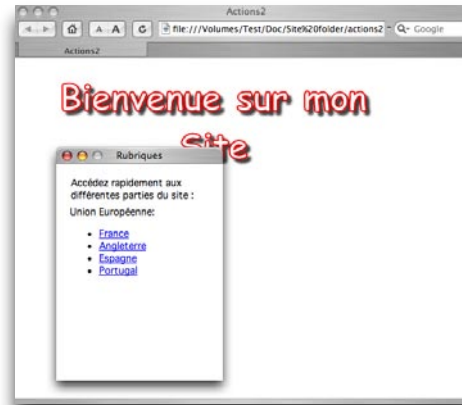 Actions2
A A C file:///Volumes/Test/Doc/Site%20folder/actions2 Q- Google
Actions2
Bienvenue sur mon
Site
Rubriques
Accédez rapidement aux
différentes parties du site :
Union Européenne:
• France
• Angleterre
• Espagne
• Portugal